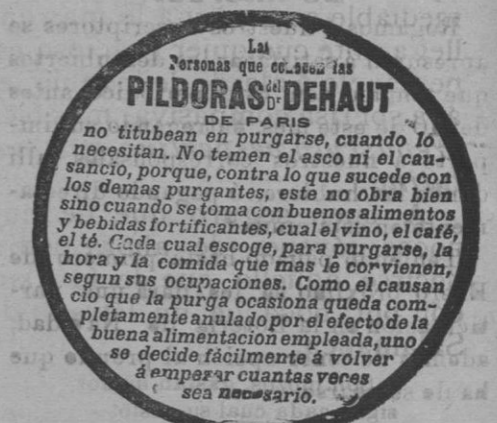 Las
Personas que conocen las
PILDORAS del Dr DEHAUT
DE PARIS
no titubean en purgarse, cuando lo
necesitan. No temen el asco ni el cau-
sancio, porque, contra lo que sucede con
los demas purgantes, este no obra bien
sino cuando se toma con buenos alimentos
y bebidas fortificantes, cual el vino, el café,
el té. Cada cual escoge, para purgarse, la
hora y la comida que mas le convienen,
segun sus ocupaciones. Como el causan
cio que la purga ocasiona queda com-
pletamente anulado por el efecto de la
buena alimentacion empleada, uno
se decide fácilmente á volver
á empezar cuantas veces
sea necesario.